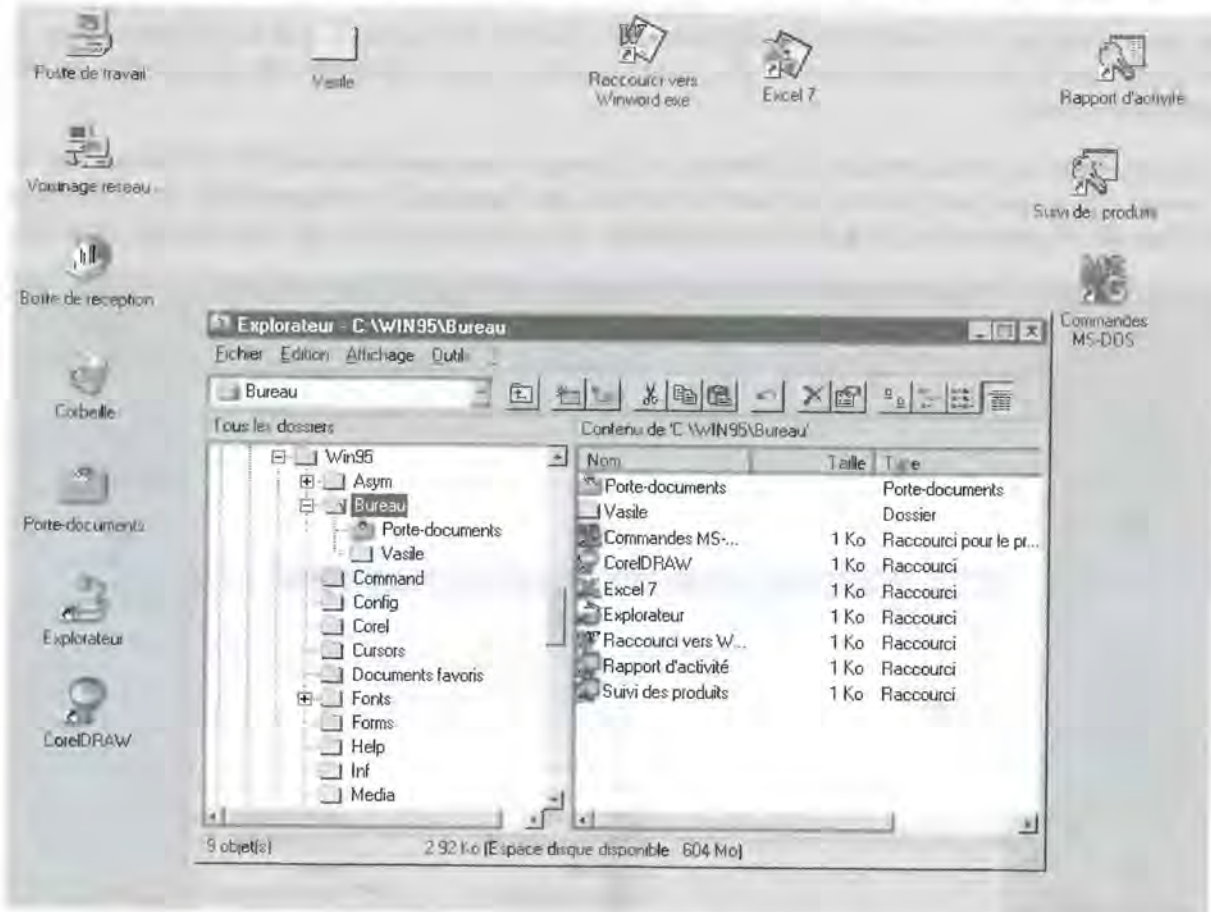 Poste de travail
Vasile
Raccourci vers
Winword exe
Excel 7
Rapport d'activité
Voisinage réseau
Suivi des produits
Boîte de réception
Commandes
MS-DOS
Corbeille
Porte-documents
Explorateur
CorelDRAW
Explorateur - C:\WIN95\Bureau
Fichier Edition Affichage Outils ?
Bureau
Tous les dossiers
Contenu de 'C:\WIN95\Bureau'
Win95
Asym
Bureau
Porte-documents
Vasile
Command
Config
Corel
Cursors
Documents favoris
Fonts
Forms
Help
Inf
Media
Nom Taille Type
Porte-documents Porte-documents
Vasile Dossier
Commandes MS-... 1 Ko Raccourci pour le pr...
CorelDRAW 1 Ko Raccourci
Excel 7 1 Ko Raccourci
Explorateur 1 Ko Raccourci
Raccourci vers W... 1 Ko Raccourci
Rapport d'activité 1 Ko Raccourci
Suivi des produits 1 Ko Raccourci
9 objet(s) 2.92 Ko (Espace disque disponible 604 Mo)